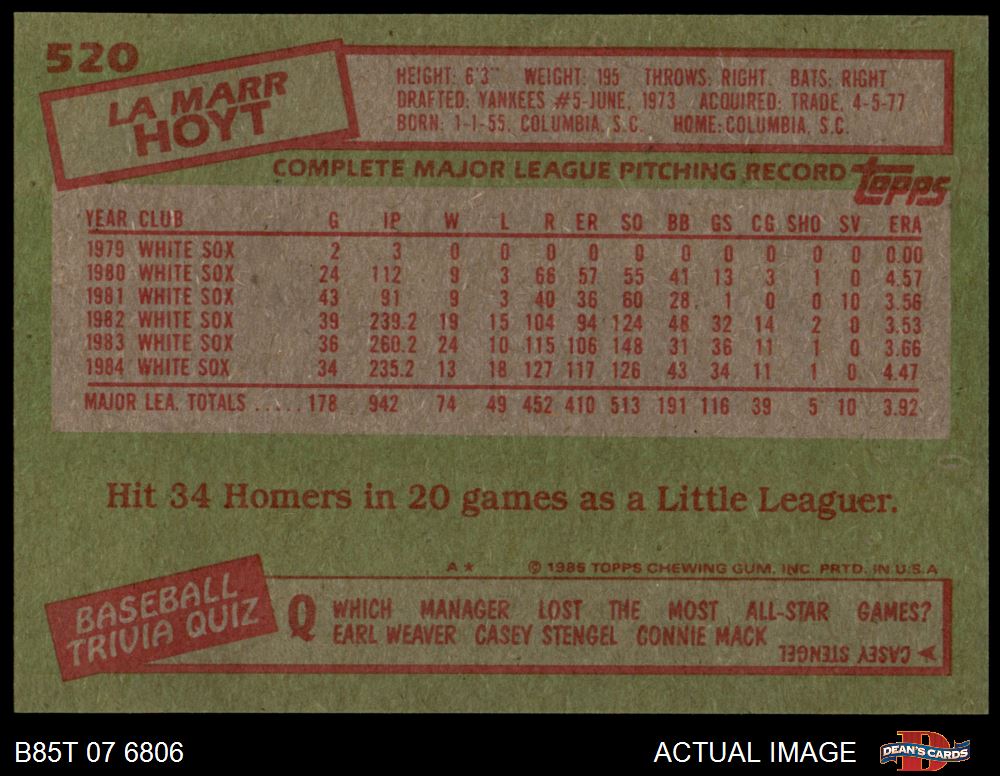 520
LA MARR
HOYT
HEIGHT: 6'3" WEIGHT: 195 THROWS: RIGHT. BATS: RIGHT
DRAFTED: YANKEES #5-JUNE, 1973 ACQUIRED: TRADE, 4-5-77
BORN: 1-1-55, COLUMBIA, S.C. HOME: COLUMBIA, S.C.
COMPLETE MAJOR LEAGUE PITCHING RECORD topps
YEAR CLUB G IP W L R ER SO BB GS CG SHO SV ERA
1979 WHITE SOX 2 3 0 0 0 0 0 0 0 0 0 0 0.00
1980 WHITE SOX 24 112 9 3 66 57 55 41 13 3 1 0 4.57
1981 WHITE SOX 43 91 9 3 40 36 60 28 1 0 0 10 3.56
1982 WHITE SOX 39 239.2 19 15 104 94 124 48 32 14 2 0 3.53
1983 WHITE SOX 36 260.2 24 10 115 106 148 31 36 11 1 0 3.66
1984 WHITE SOX 34 235.2 13 18 127 117 126 43 34 11 1 0 4.47
MAJOR LEA. TOTALS ..... 178 942 74 49 452 410 513 191 116 39 5 10 3.92
Hit 34 Homers in 20 games as a Little Leaguer.
A* © 1985 TOPPS CHEWING GUM, INC. PRTD. IN U.S.A
BASEBALL
TRIVIA QUIZ
Q WHICH MANAGER LOST THE MOST ALL-STAR GAMES?
EARL WEAVER CASEY STENGEL CONNIE MACK
CASEY STENGEL
B85T 07 6806
ACTUAL IMAGE
D
DEAN'S CARDS